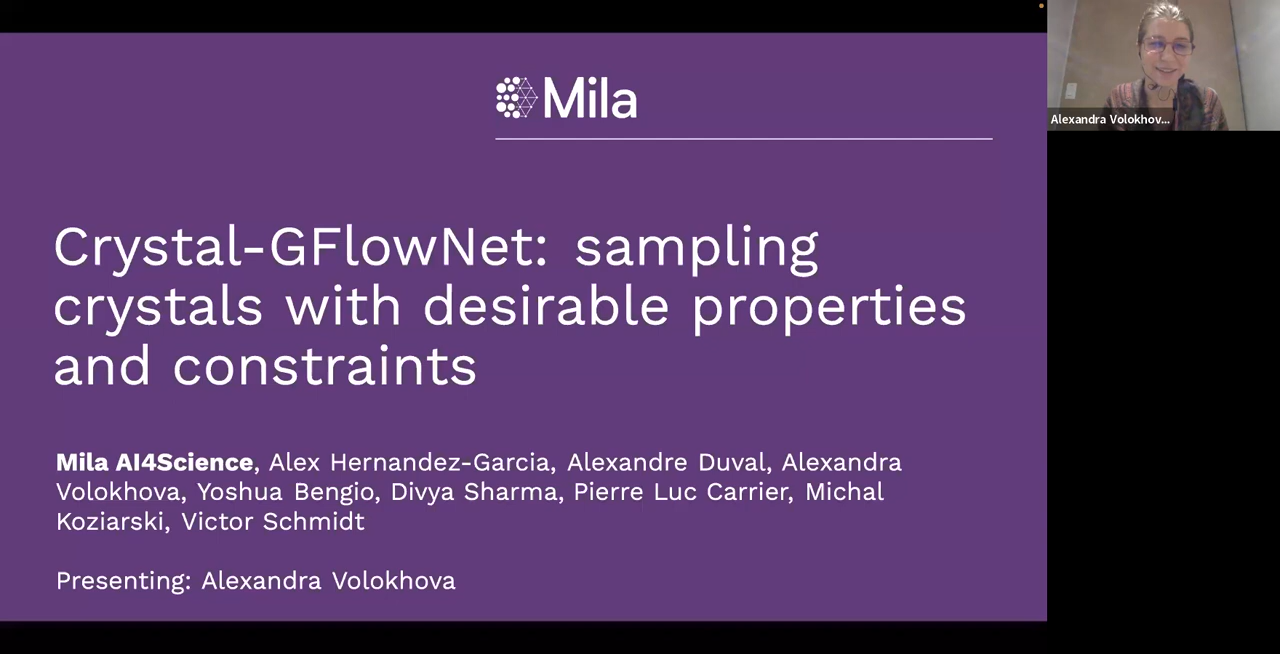 Mila
Crystal-GFlowNet: sampling
crystals with desirable properties
and constraints
Mila AI4Science, Alex Hernandez-Garcia, Alexandre Duval, Alexandra
Volokhova, Yoshua Bengio, Divya Sharma, Pierre Luc Carrier, Michal
Koziarski, Victor Schmidt
Presenting: Alexandra Volokhova
Alexandra Volokhov...